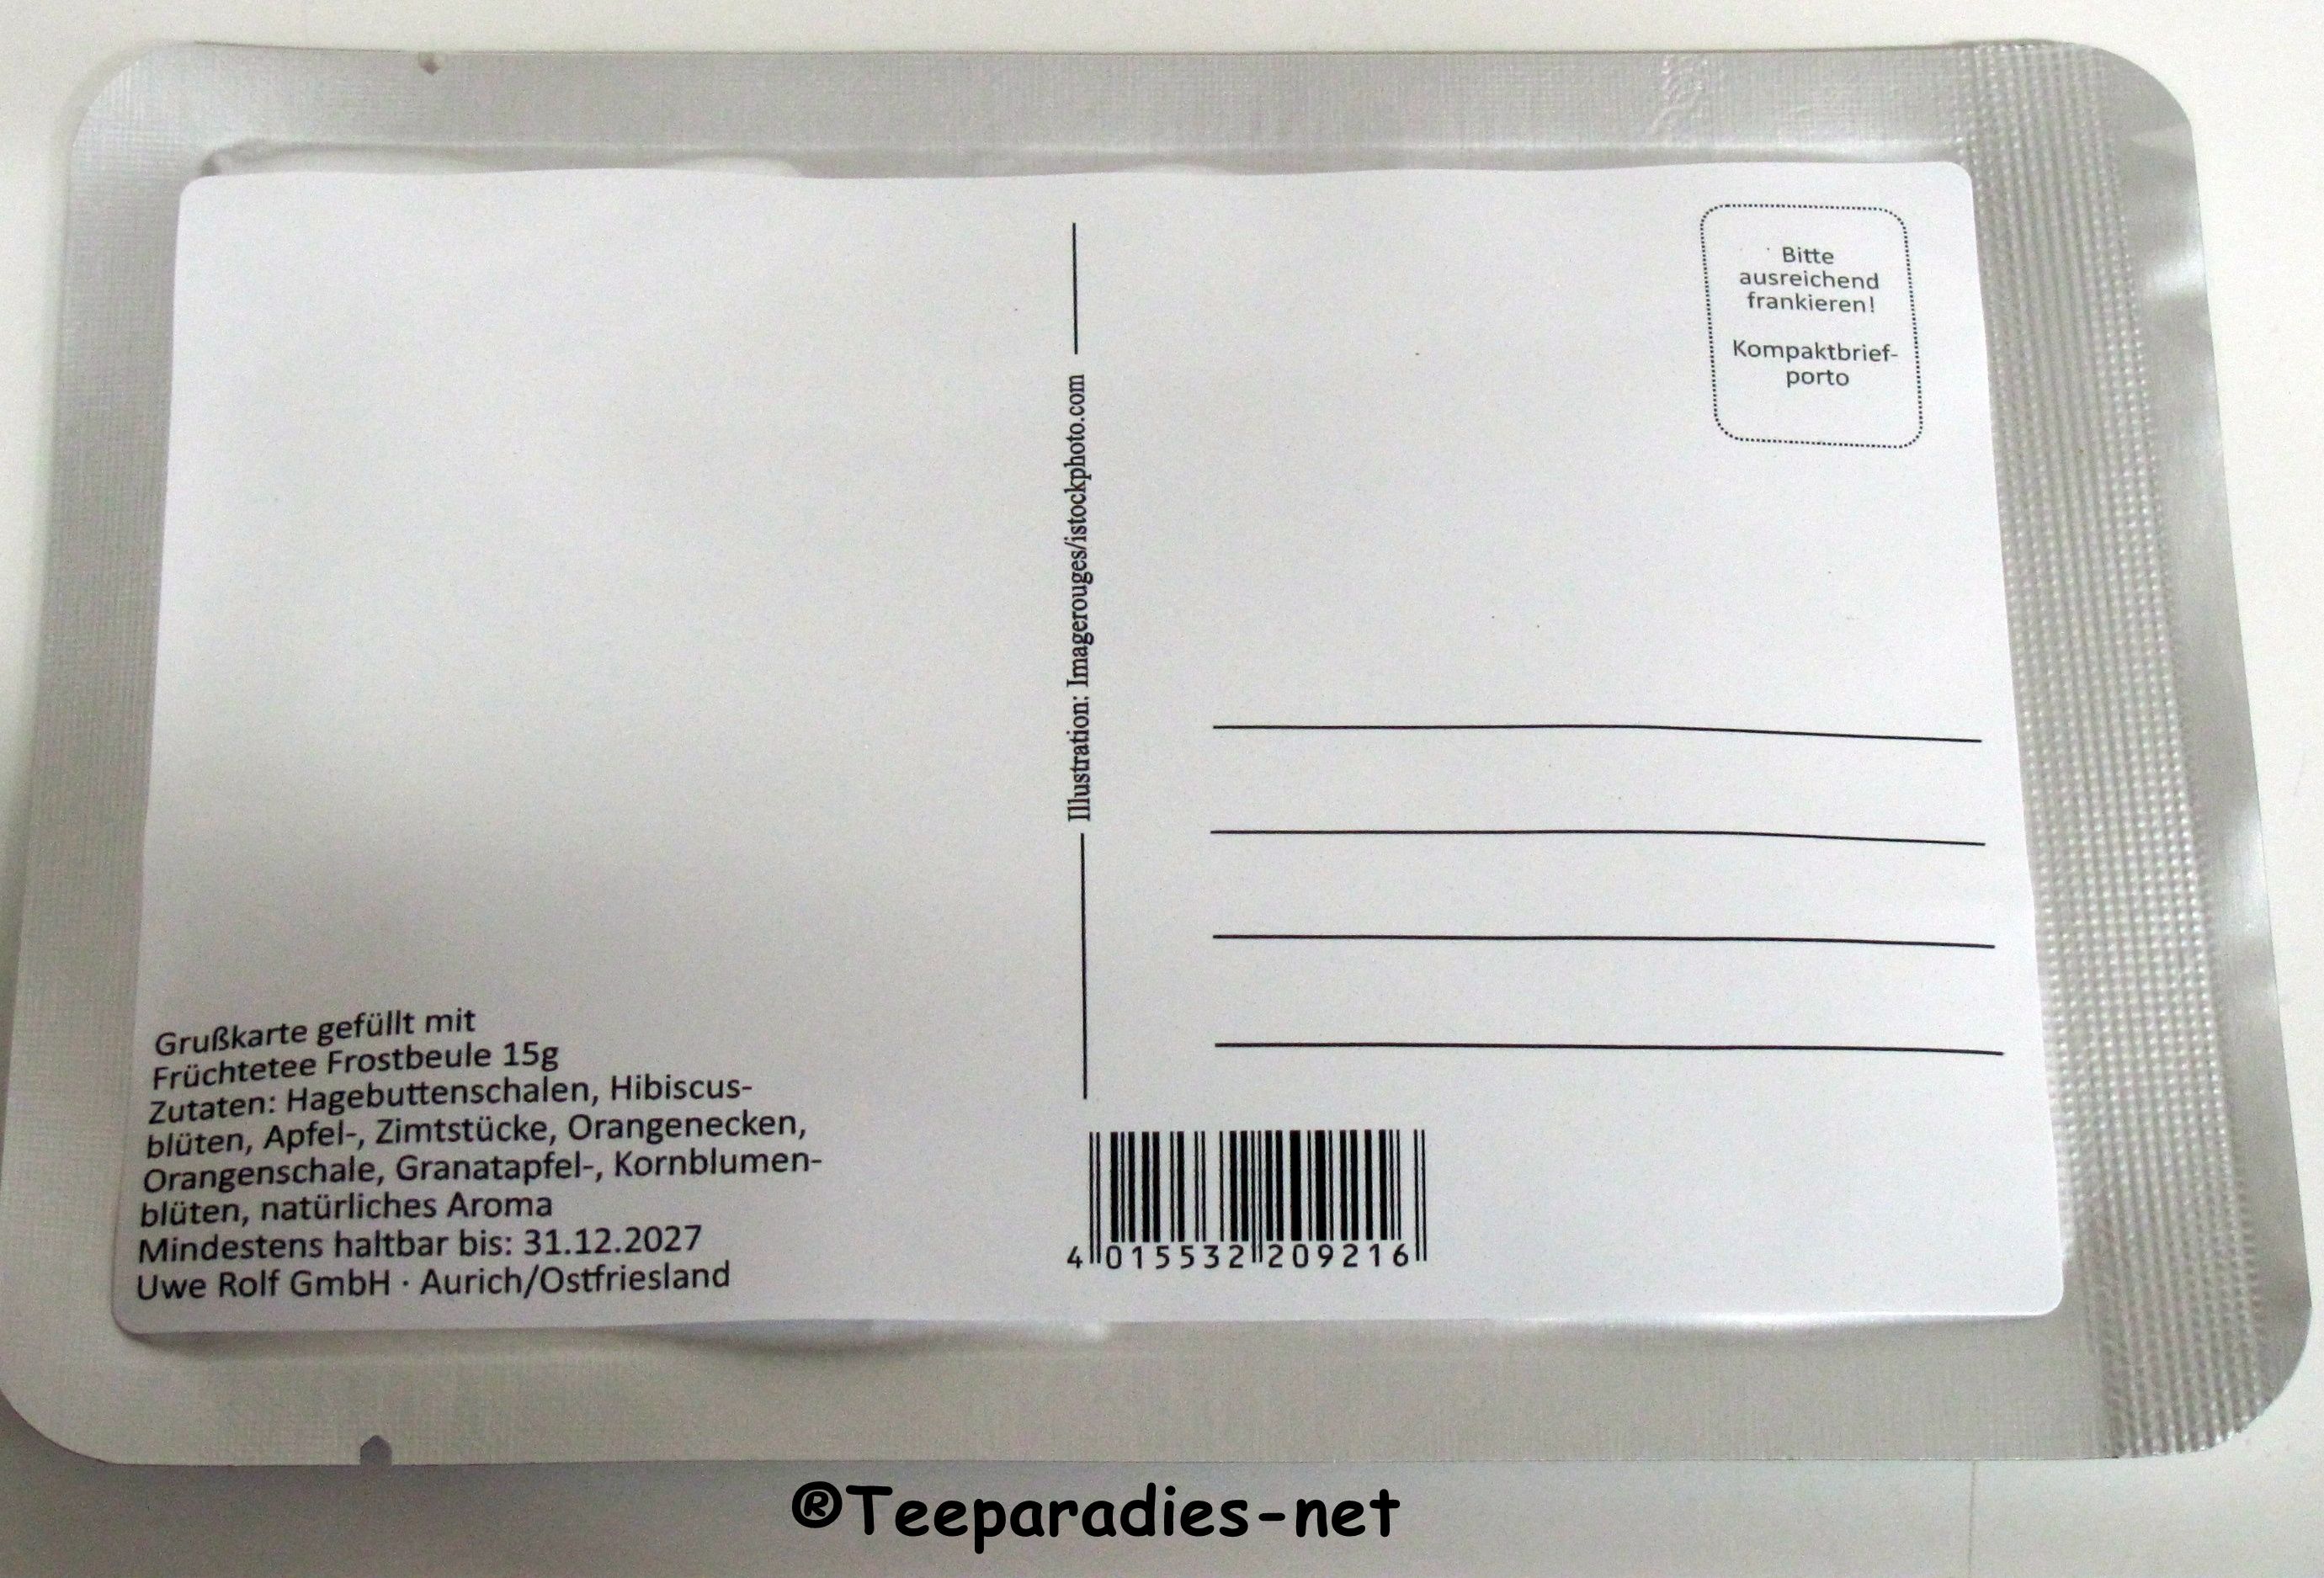 Bitte
ausreichend
frankieren!
Kompaktbrief-
porto
Illustration: Imagerouges/istockphoto.com
Grußkarte gefüllt mit
Früchtetee Frostbeule 15g
Zutaten: Hagebuttenschalen, Hibiscus-
blüten, Apfel-, Zimtstücke, Orangenecken,
Orangenschale, Granatapfel-, Kornblumen-
blüten, natürliches Aroma
Mindestens haltbar bis: 31.12.2027
Uwe Rolf GmbH · Aurich/Ostfriesland
4 015532 209216
®Teeparadies-net